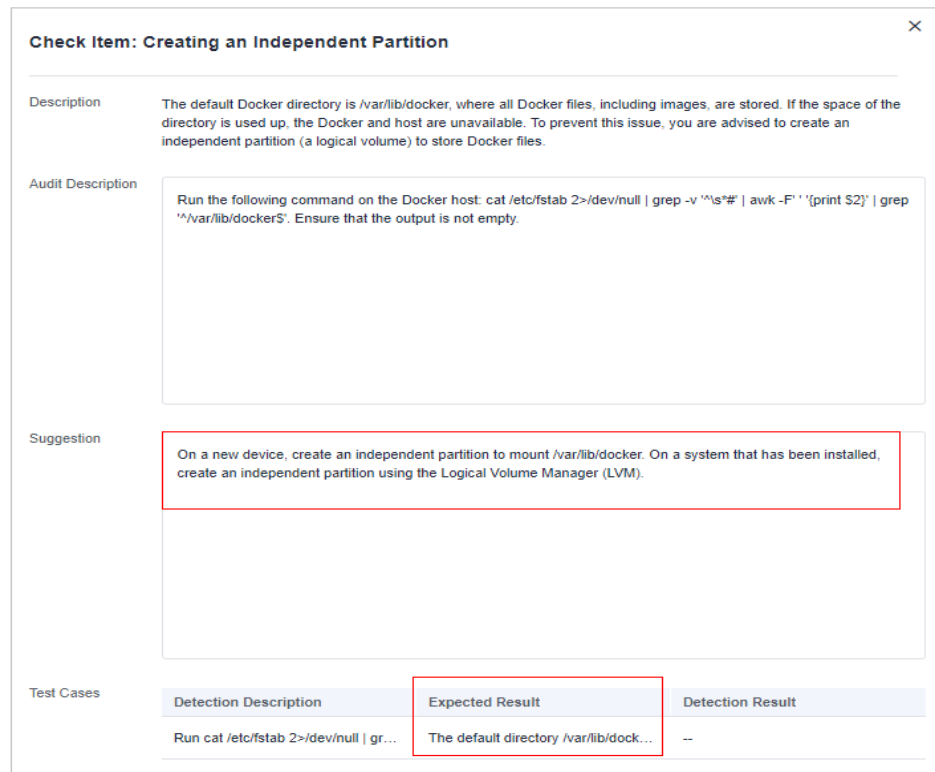 Check Item: Creating an Independent Partition
×
Description
The default Docker directory is /var/lib/docker, where all Docker files, including images, are stored. If the space of the
directory is used up, the Docker and host are unavailable. To prevent this issue, you are advised to create an
independent partition (a logical volume) to store Docker files.
Audit Description
Run the following command on the Docker host: cat /etc/fstab 2>/dev/null | grep -v '^\s*#' | awk -F' ' '{print $2}' | grep
'^/var/lib/docker$'. Ensure that the output is not empty.
Suggestion
On a new device, create an independent partition to mount /var/lib/docker. On a system that has been installed,
create an independent partition using the Logical Volume Manager (LVM).
Test Cases
Detection Description Expected Result Detection Result
Run cat /etc/fstab 2>/dev/null | gr... The default directory /var/lib/dock... --